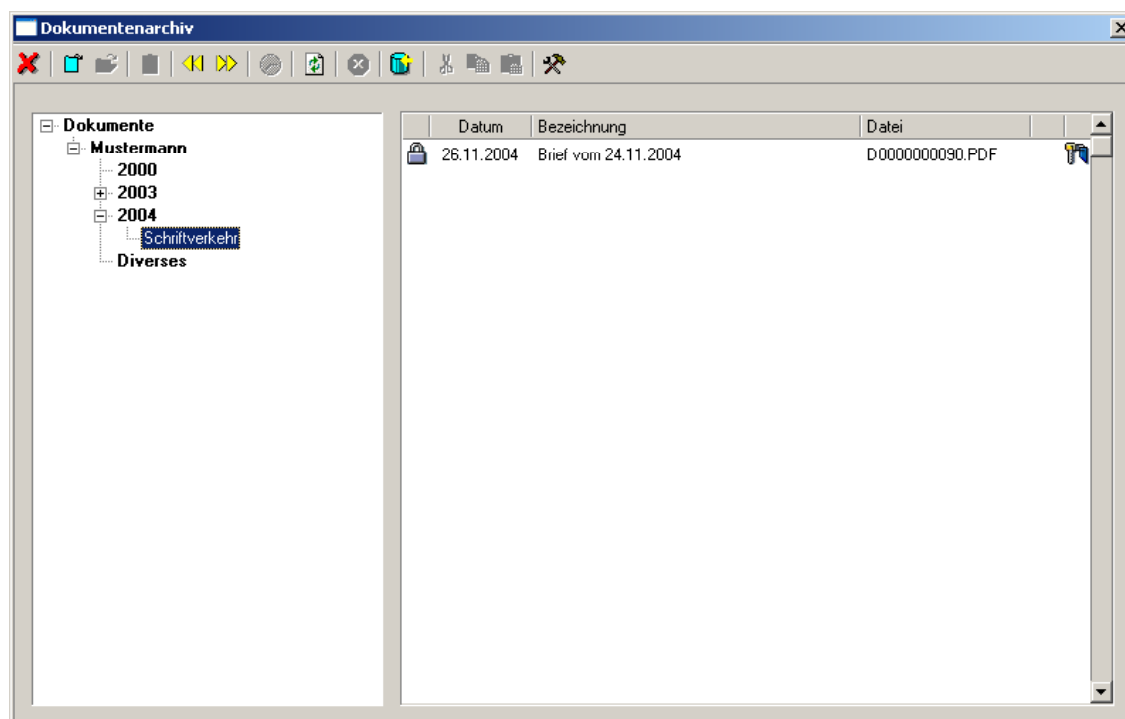 Dokumentenarchiv
Dokumente
Mustermann
2000
2003
2004
Schriftverkehr
Diverses
Datum Bezeichnung Datei
26.11.2004 Brief vom 24.11.2004 D0000000090.PDF